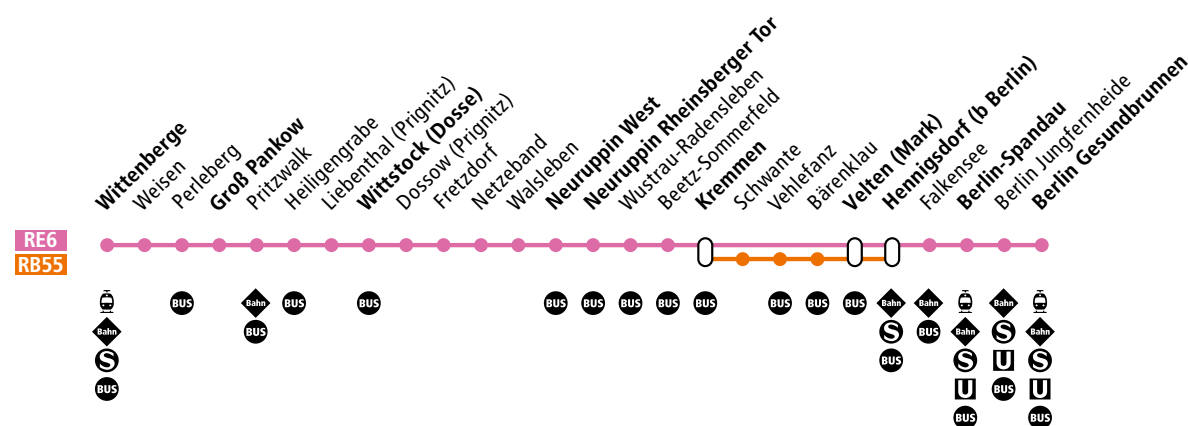 Wittenberge
Weisen
Perleberg
Groß Pankow
Pritzwalk
Heiligengrabe
Liebenthal (Prignitz)
Wittstock (Dosse)
Dossow (Prignitz)
Fretzdorf
Netzeband
Walsleben
Neuruppin West
Neuruppin Rheinsberger Tor
Wustrau-Radensleben
Beetz-Sommerfeld
Kremmen
Schwante
Vehlefanz
Bärenklau
Velten (Mark)
Hennigsdorf (b Berlin)
Falkensee
Berlin-Spandau
Berlin Jungfernheide
Berlin Gesundbrunnen
RE6
RB55
BUS Bahn BUS BUS BUS BUS BUS BUS BUS BUS BUS BUS Bahn Bahn Bahn
Bahn BUS S BUS Bahn S Bahn
S BUS S U S
BUS U BUS U
BUS BUS